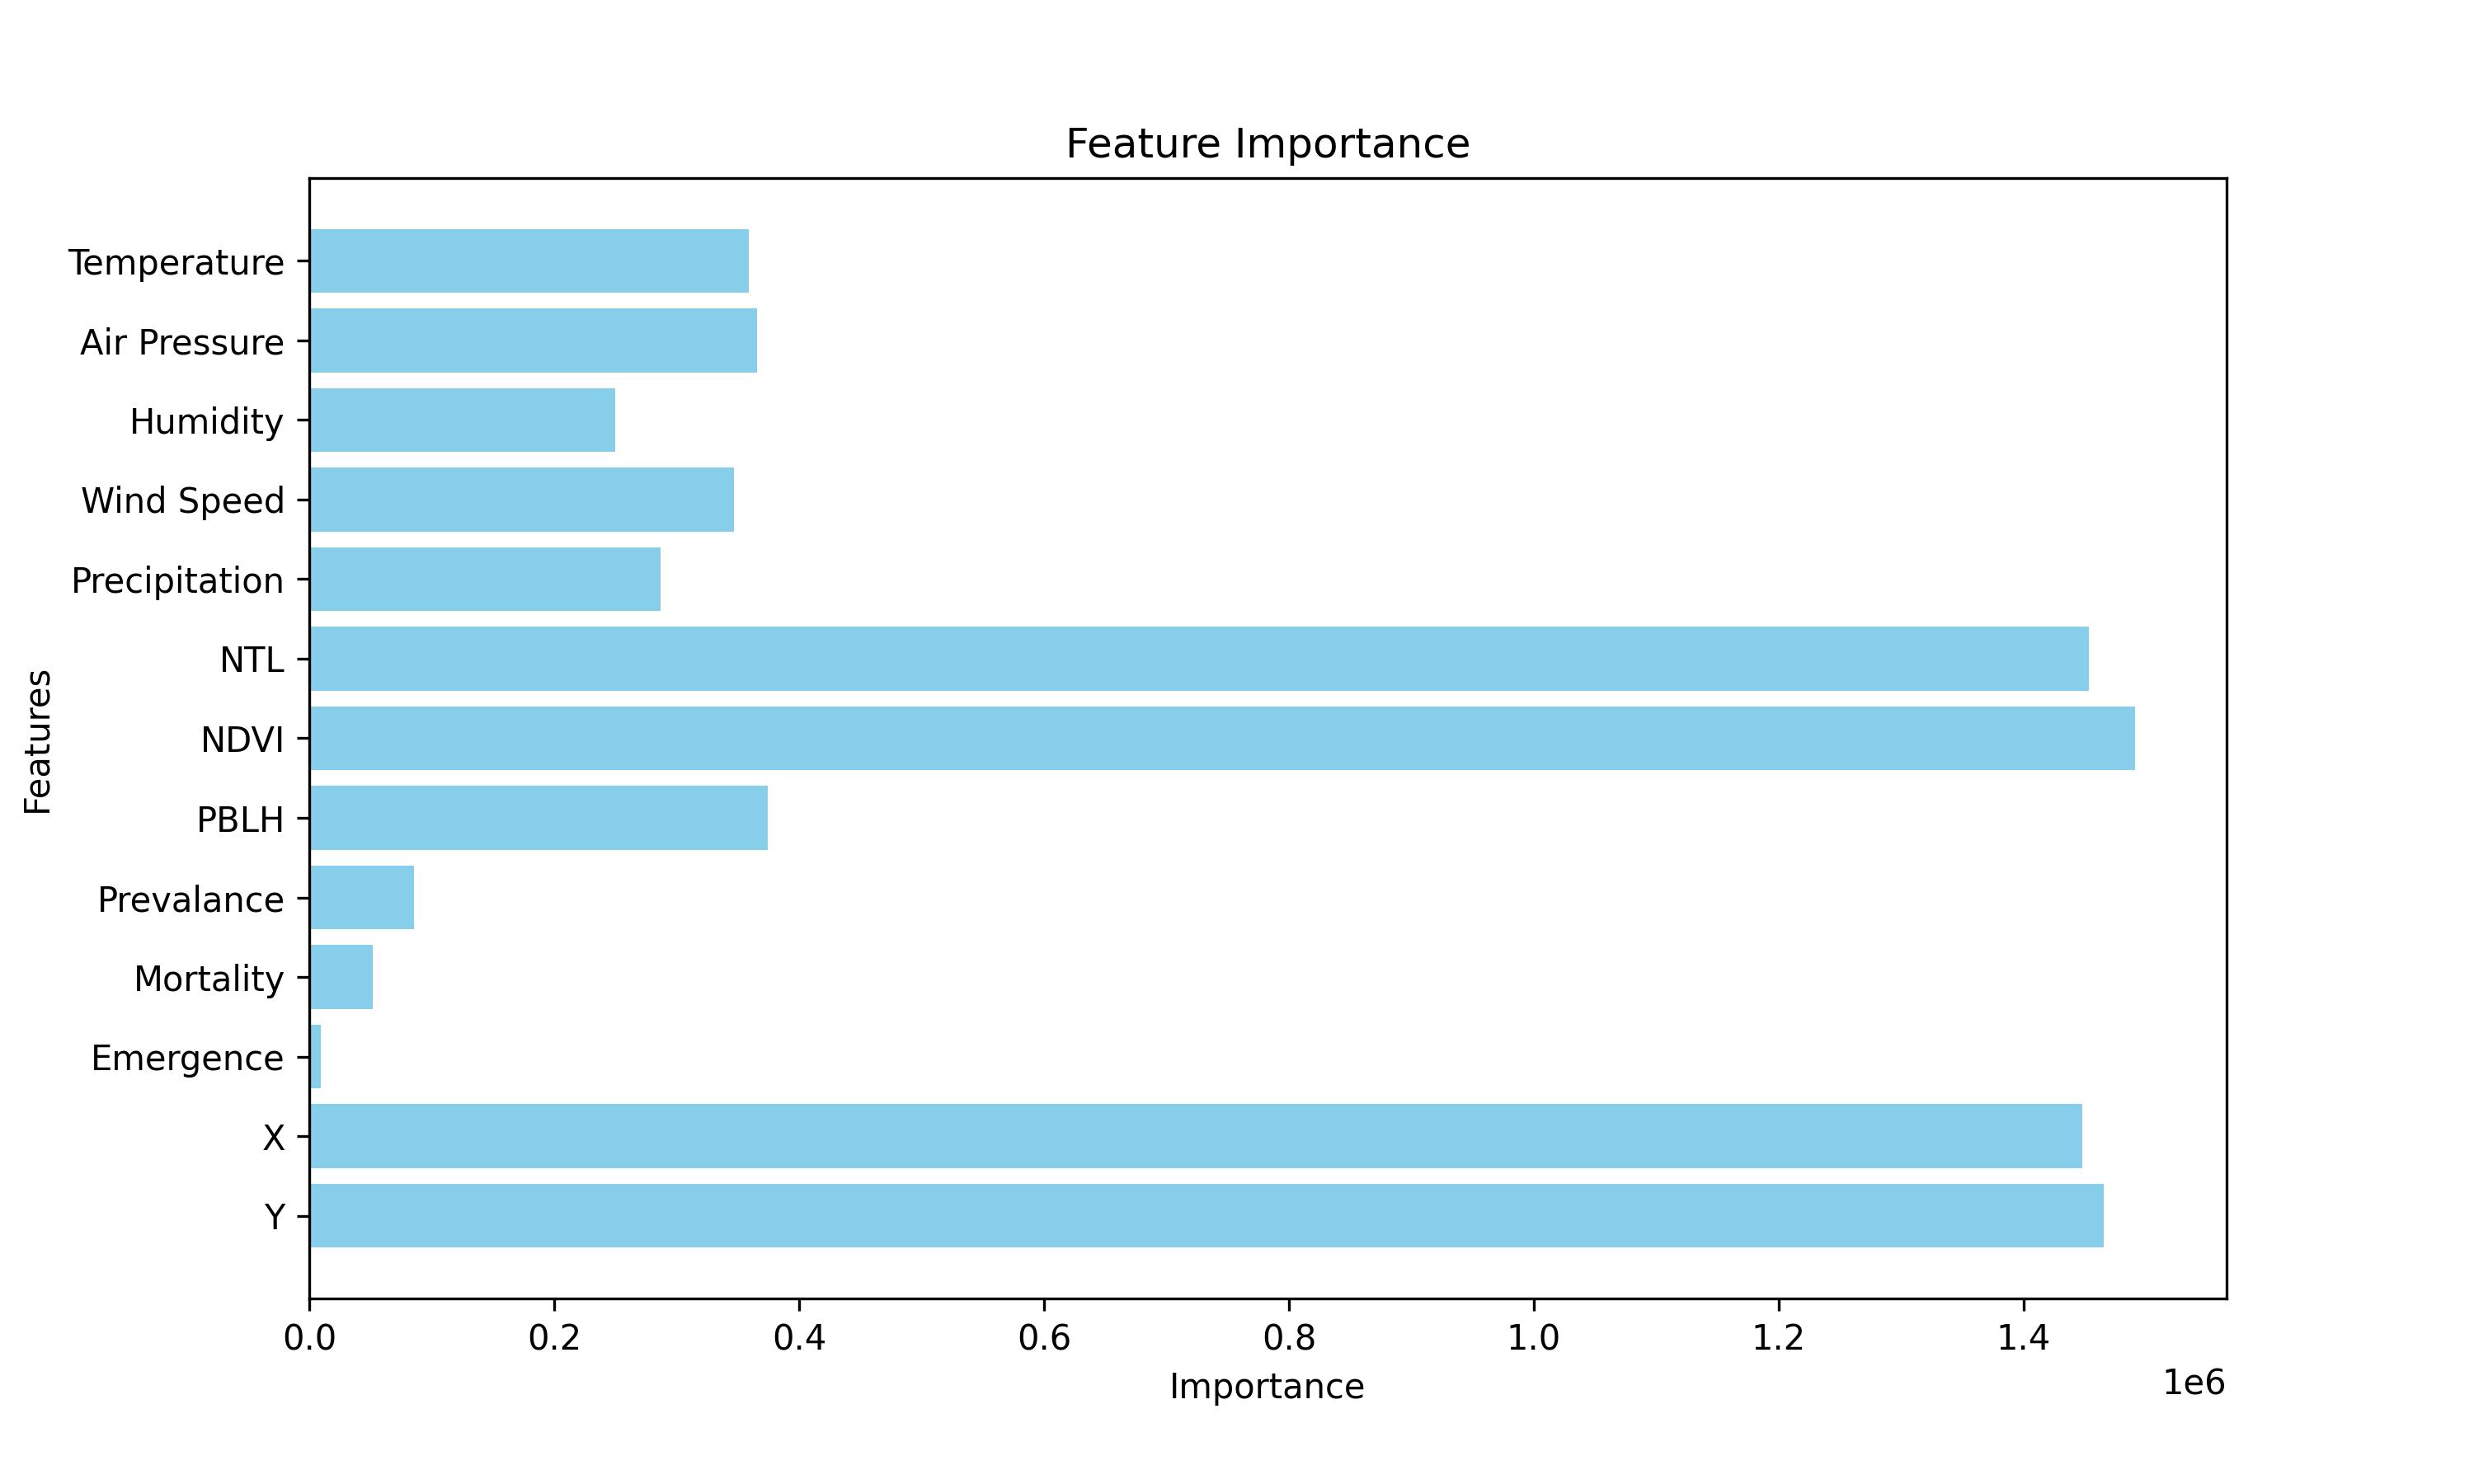 Feature Importance
Temperature
Air Pressure
Humidity
Wind Speed
Precipitation
NTL
NDVI
PBLH
Prevalance
Mortality
Emergence
X
Y
Features
0.0 0.2 0.4 0.6 0.8 1.0 1.2 1.4
Importance
1e6